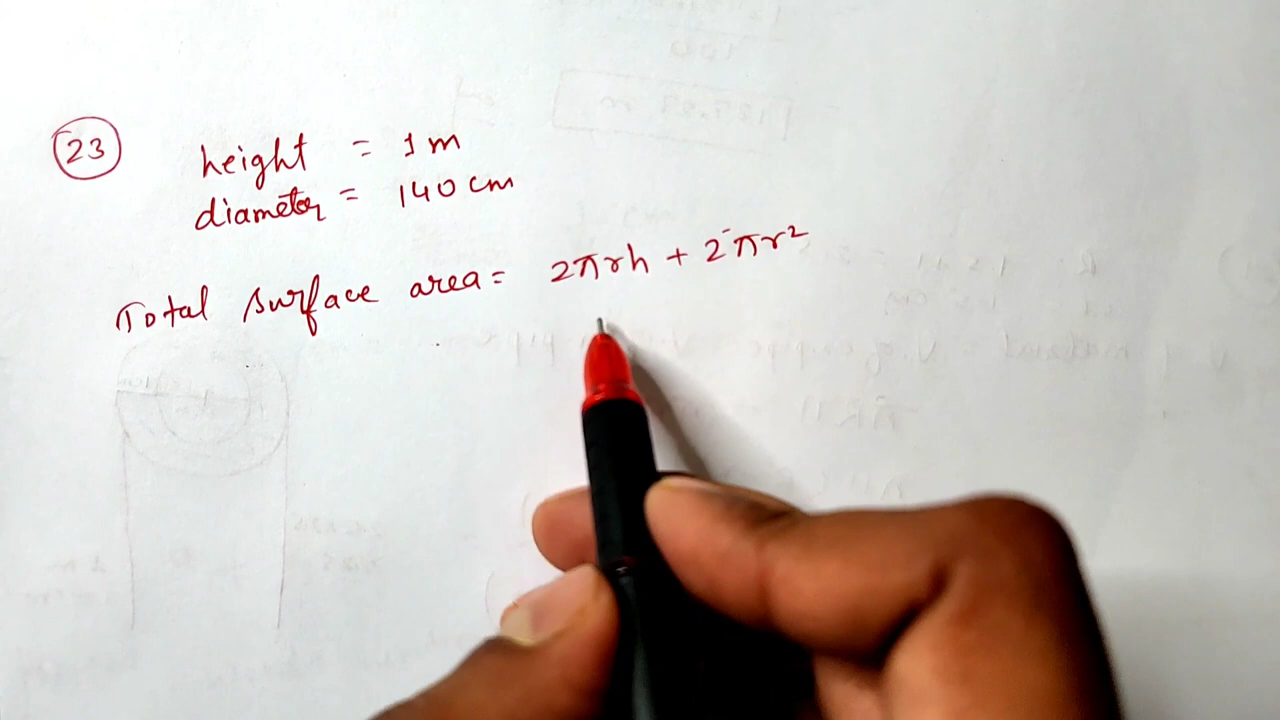 23
height = 1 m
diameter = 140 cm
Total surface area = 2πrh + 2πr²